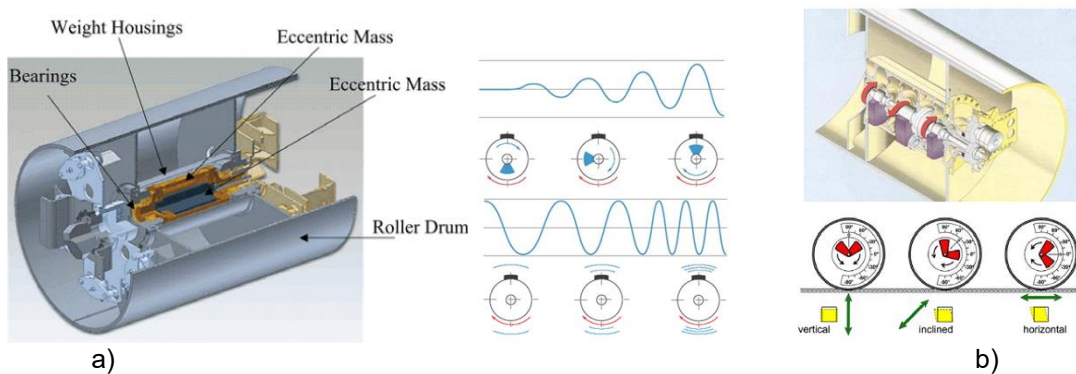 Weight Housings
Eccentric Mass
Bearings
Eccentric Mass
Roller Drum
vertical
inclined
horizontal
a)
b)